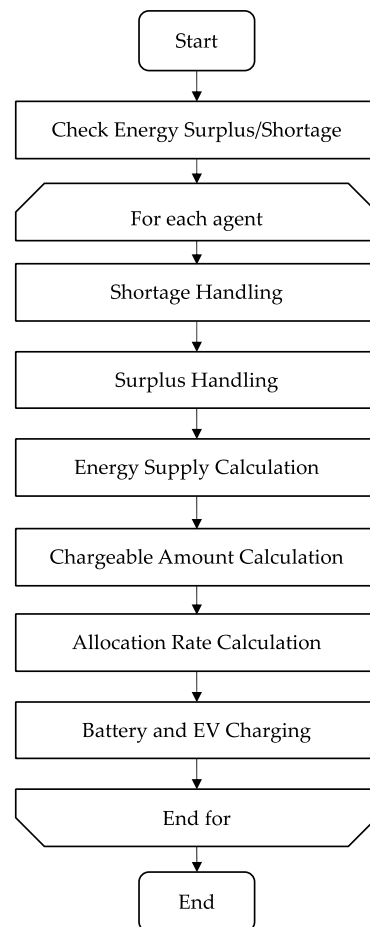 Start
Check Energy Surplus/Shortage
For each agent
Shortage Handling
Surplus Handling
Energy Supply Calculation
Chargeable Amount Calculation
Allocation Rate Calculation
Battery and EV Charging
End for
End